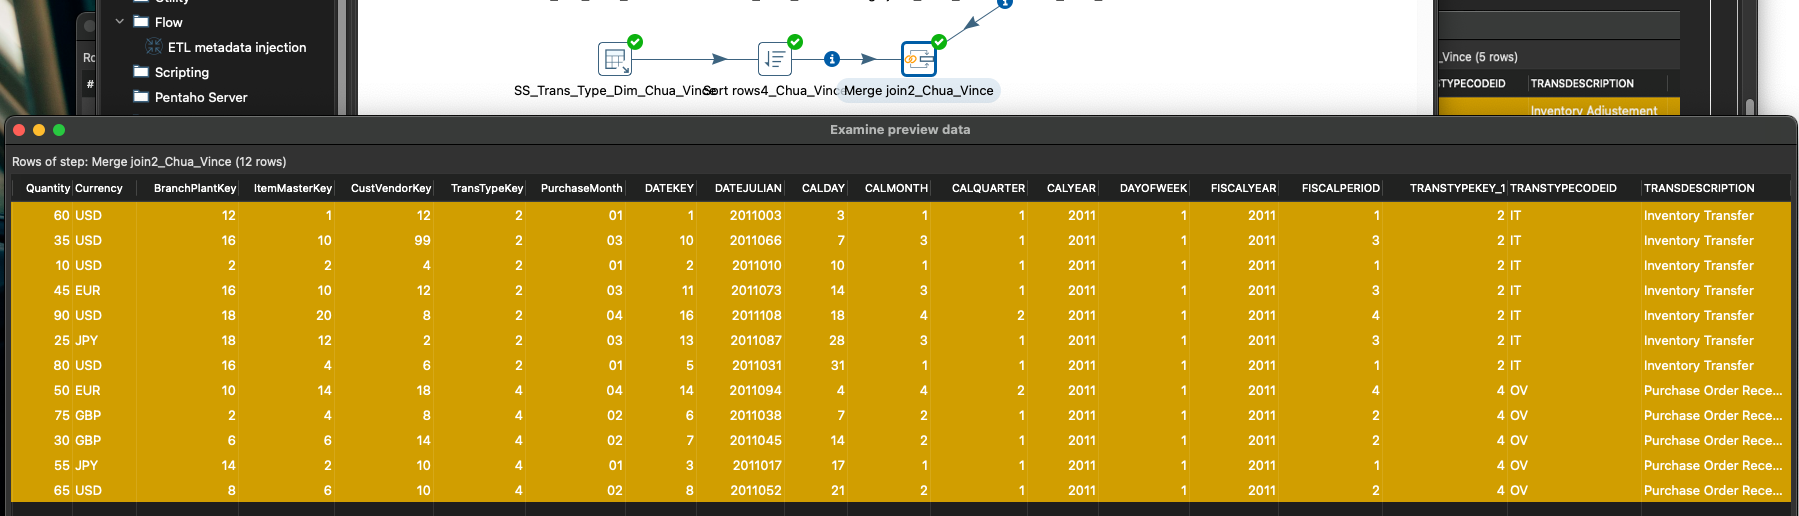 Flow
ETL metadata injection
Scripting
Pentaho Server
Ro
#
SS_Trans_Type_Dim_Chua_Vince
Sort rows4_Chua_Vince
Merge join2_Chua_Vince
_Vince (5 rows)
TYPECODEID TRANSDESCRIPTION
Inventory Adjustement
Examine preview data
Rows of step: Merge join2_Chua_Vince (12 rows)
Quantity Currency BranchPlantKey ItemMasterKey CustVendorKey TransTypeKey PurchaseMonth DATEKEY DATEJULIAN CALDAY CALMONTH CALQUARTER CALYEAR DAYOFWEEK FISCALYEAR FISCALPERIOD TRANSTYPEKEY_1 TRANSTYPECODEID TRANSDESCRIPTION
60 USD 12 1 12 2 01 1 2011003 3 1 1 2011 1 2011 1 2 IT Inventory Transfer
35 USD 16 10 99 2 03 10 2011066 7 3 1 2011 1 2011 3 2 IT Inventory Transfer
10 USD 2 2 4 2 01 2 2011010 10 1 1 2011 1 2011 1 2 IT Inventory Transfer
45 EUR 16 10 12 2 03 11 2011073 14 3 1 2011 1 2011 3 2 IT Inventory Transfer
90 USD 18 20 8 2 04 16 2011108 18 4 2 2011 1 2011 4 2 IT Inventory Transfer
25 JPY 18 12 2 2 03 13 2011087 28 3 1 2011 1 2011 3 2 IT Inventory Transfer
80 USD 16 4 6 2 01 5 2011031 31 1 1 2011 1 2011 1 2 IT Inventory Transfer
50 EUR 10 14 18 4 04 14 2011094 4 4 2 2011 1 2011 4 4 OV Purchase Order Rece...
75 GBP 2 4 8 4 02 6 2011038 7 2 1 2011 1 2011 2 4 OV Purchase Order Rece...
30 GBP 6 6 14 4 02 7 2011045 14 2 1 2011 1 2011 2 4 OV Purchase Order Rece...
55 JPY 14 2 10 4 01 3 2011017 17 1 1 2011 1 2011 1 4 OV Purchase Order Rece...
65 USD 8 6 10 4 02 8 2011052 21 2 1 2011 1 2011 2 4 OV Purchase Order Rece...